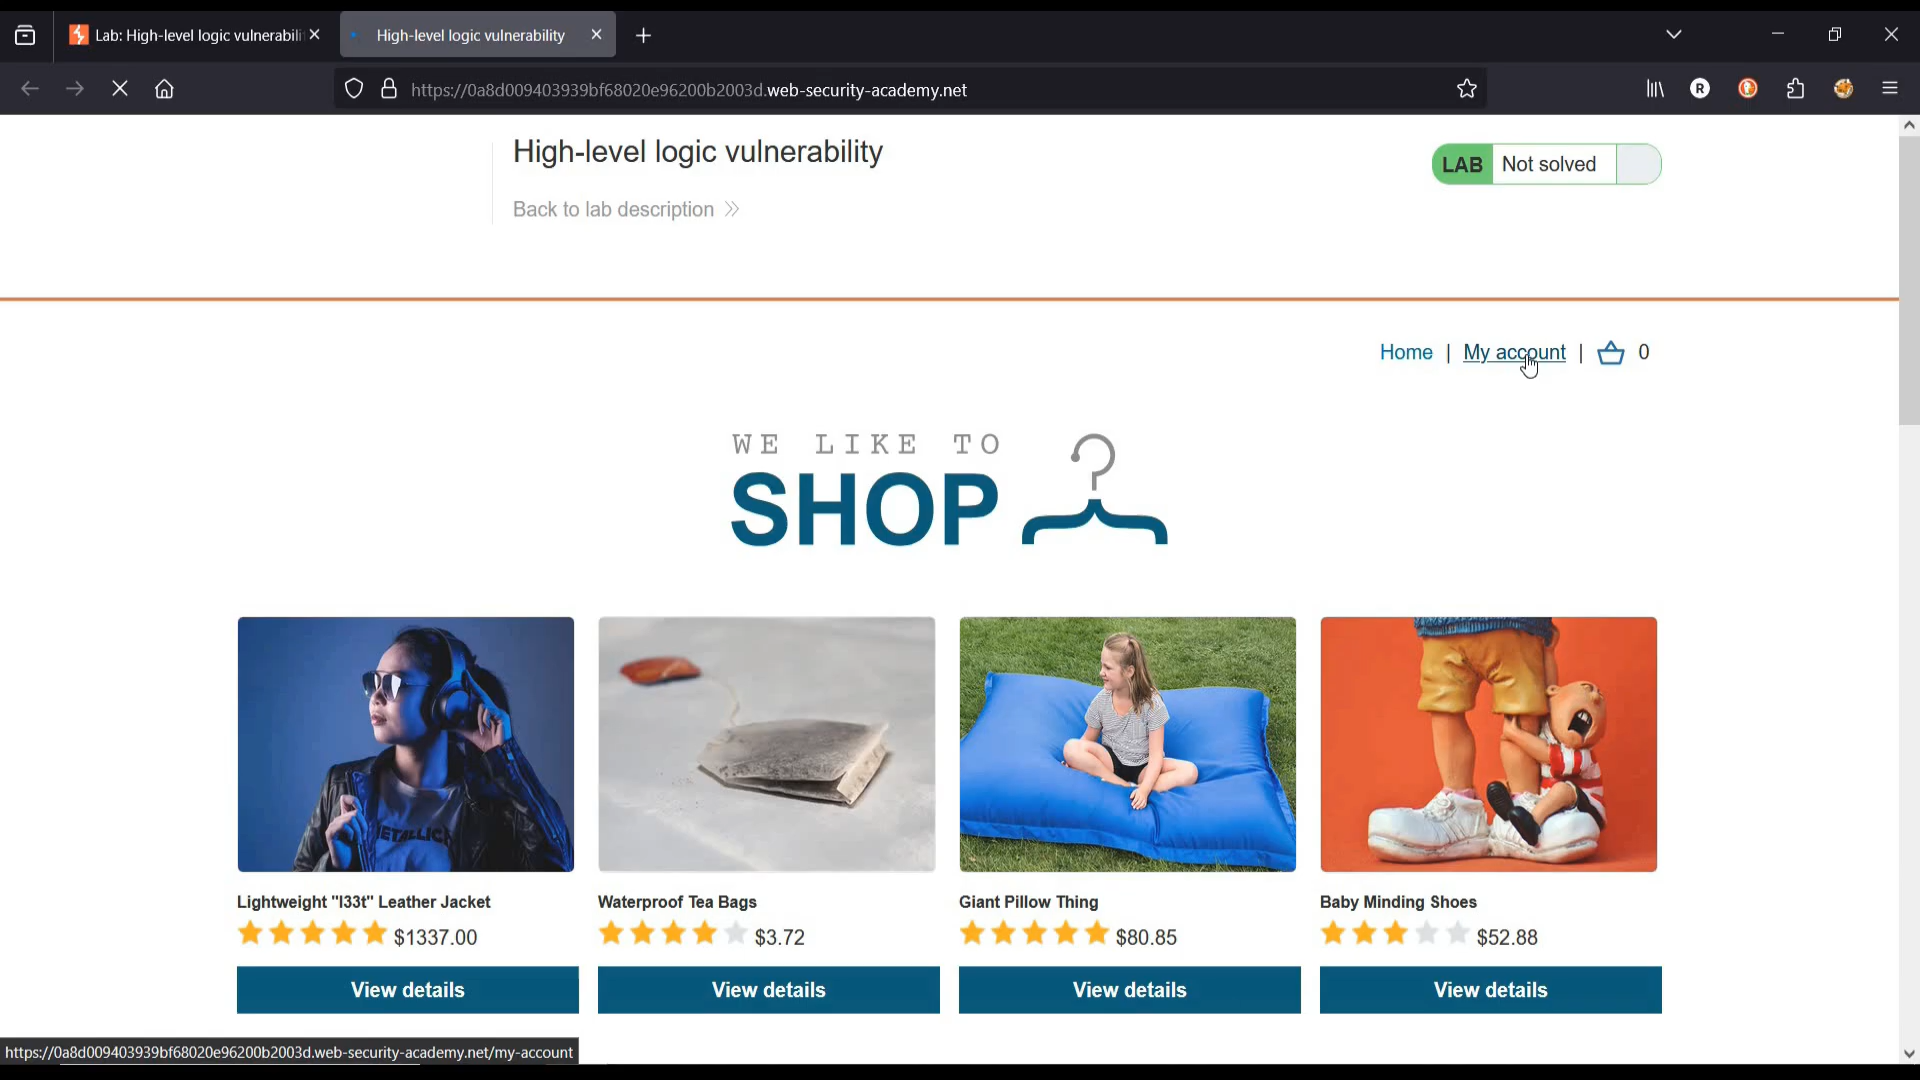 Lab: High-level logic vulnerabili
High-level logic vulnerability
https://0a8d009403939bf68020e96200b2003d.web-security-academy.net
R
High-level logic vulnerability
LAB Not solved
Back to lab description
Home | My account | 0
WE LIKE TO
SHOP
METALLICA
Lightweight "l33t" Leather Jacket
Waterproof Tea Bags
Giant Pillow Thing
Baby Minding Shoes
$1337.00
$3.72
$80.85
$52.88
View details
View details
View details
View details
https://0a8d009403939bf68020e96200b2003d.web-security-academy.net/my-account